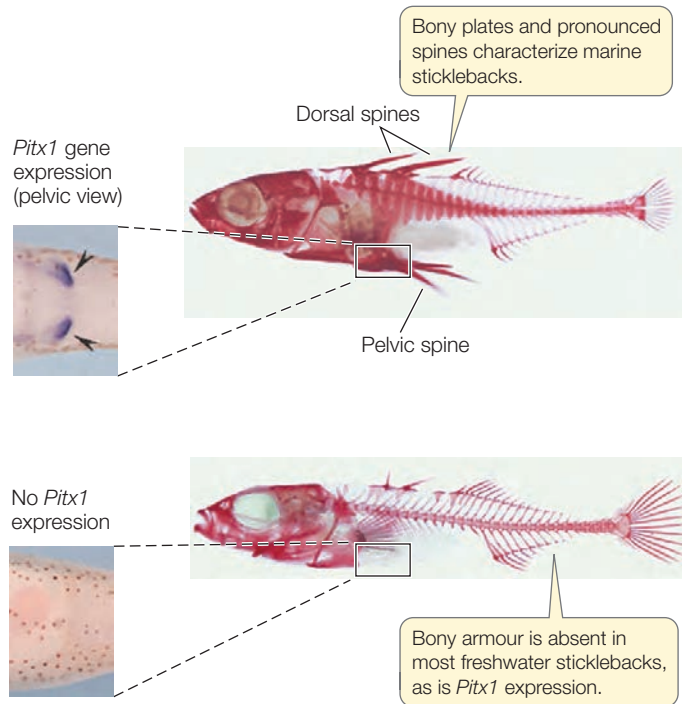 Bony plates and pronounced
spines characterize marine
sticklebacks.
Dorsal spines
Pitx1 gene
expression
(pelvic view)
Pelvic spine
No Pitx1
expression
Bony armour is absent in
most freshwater sticklebacks,
as is Pitx1 expression.